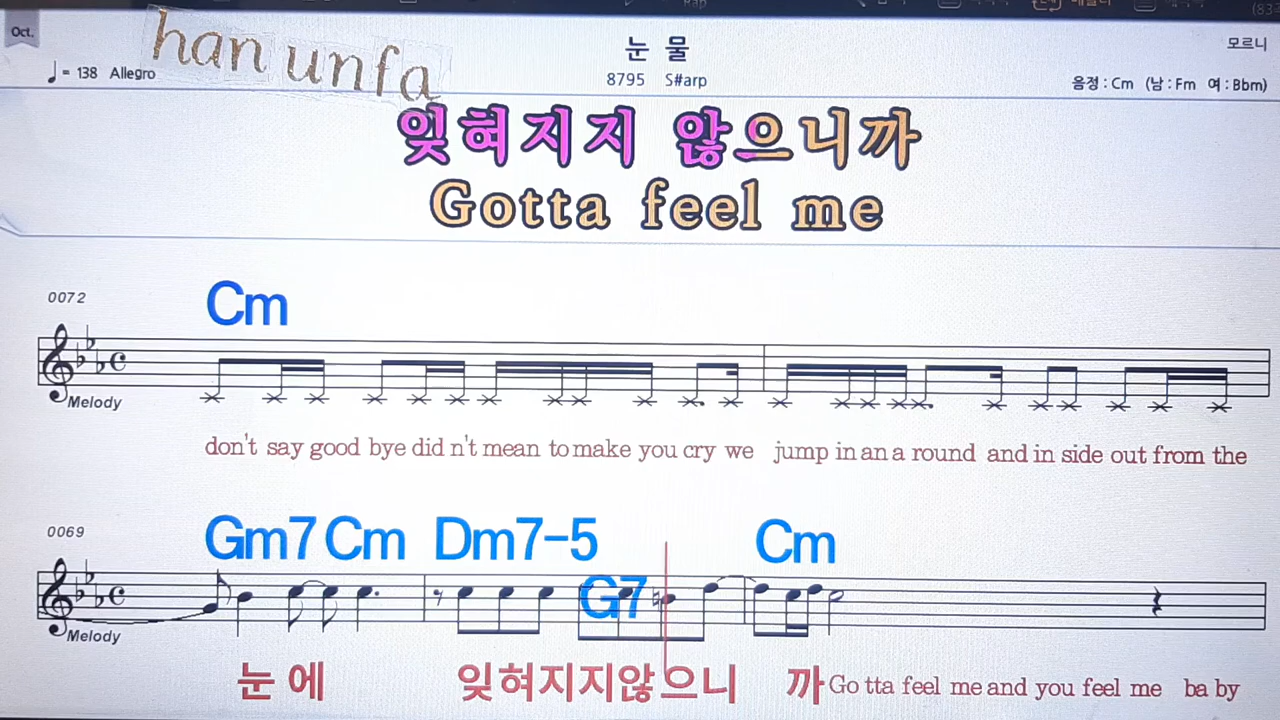 Oct.
han unfa
눈 물
모르니
♩= 138 Allegro
8795 S#arp
음정 : Cm (남 : Fm 여 : Bbm)
잊혀지지 않으니까
Gotta feel me
0072
Cm
Melody
don't say good bye did n't mean to make you cry we jump in an a round and in side out from the
0069
Gm7 Cm Dm7-5 G7 Cm
Melody
눈 에 잊혀지지않으니 까 Go tta feel me and you feel me ba by